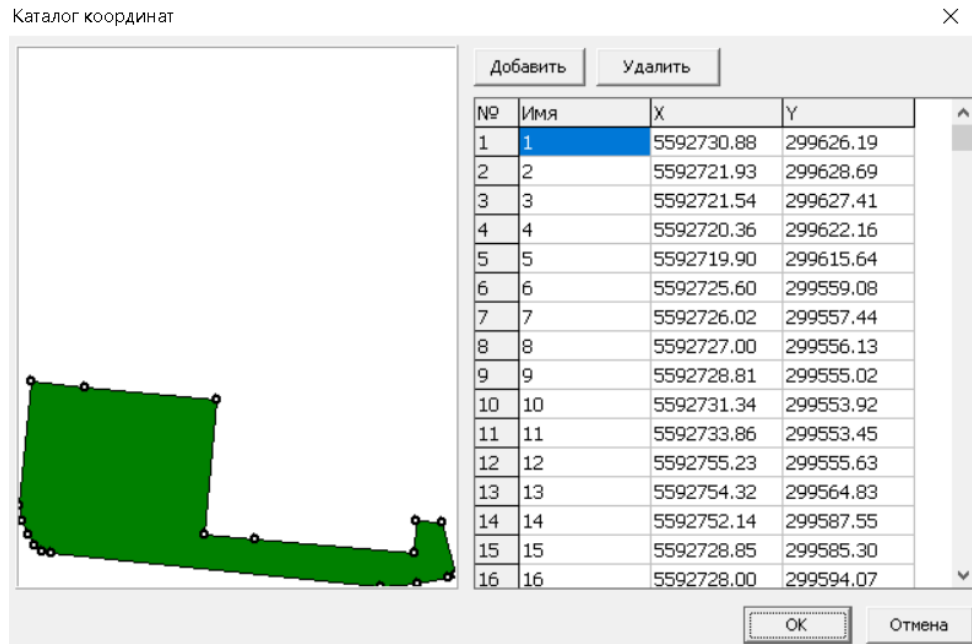 Каталог координат
Добавить Удалить
№ Имя X Y
1 1 5592730.88 299626.19
2 2 5592721.93 299628.69
3 3 5592721.54 299627.41
4 4 5592720.36 299622.16
5 5 5592719.90 299615.64
6 6 5592725.60 299559.08
7 7 5592726.02 299557.44
8 8 5592727.00 299556.13
9 9 5592728.81 299555.02
10 10 5592731.34 299553.92
11 11 5592733.86 299553.45
12 12 5592755.23 299555.63
13 13 5592754.32 299564.83
14 14 5592752.14 299587.55
15 15 5592728.85 299585.30
16 16 5592728.00 299594.07
OK Отмена